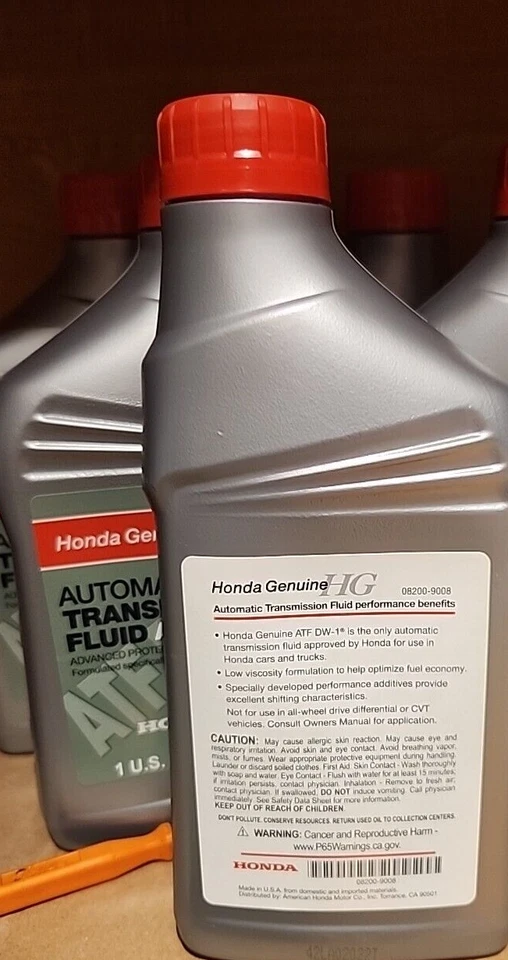 Honda Genuine HG 08200-9008
Automatic Transmission Fluid performance benefits
• Honda Genuine ATF DW-1® is the only automatic
transmission fluid approved by Honda for use in
Honda cars and trucks.
• Low viscosity formulation to help optimize fuel economy.
• Specially developed performance additives provide
excellent shifting characteristics.
Not for use in all-wheel drive differential or CVT
vehicles. Consult Owners Manual for application.
CAUTION: May cause allergic skin reaction. May cause eye and
respiratory irritation. Avoid skin and eye contact. Avoid breathing vapor,
mists, or fumes. Wear appropriate protective equipment during handling.
Launder or discard soiled clothes. First Aid: Skin Contact - Wash thoroughly
with soap and water. Eye Contact - Flush with water for at least 15 minutes;
if irritation persists, contact physician. Inhalation - Remove to fresh air;
contact physician. If swallowed, DO NOT induce vomiting. Call physician
immediately. See Safety Data Sheet for more information.
KEEP OUT OF REACH OF CHILDREN.
DON'T POLLUTE. CONSERVE RESOURCES. RETURN USED OIL TO COLLECTION CENTERS.
WARNING: Cancer and Reproductive Harm -
www.P65Warnings.ca.gov.
HONDA
08200-9008
Made in U.S.A. from domestic and imported materials.
Distributed by: American Honda Motor Co., Inc. Torrance, CA 90501
Honda Ge
AUTOMA
TRANS
FLUID
ADVANCED PROTE
Formulated specifica
ATF
HO
1 U.S.